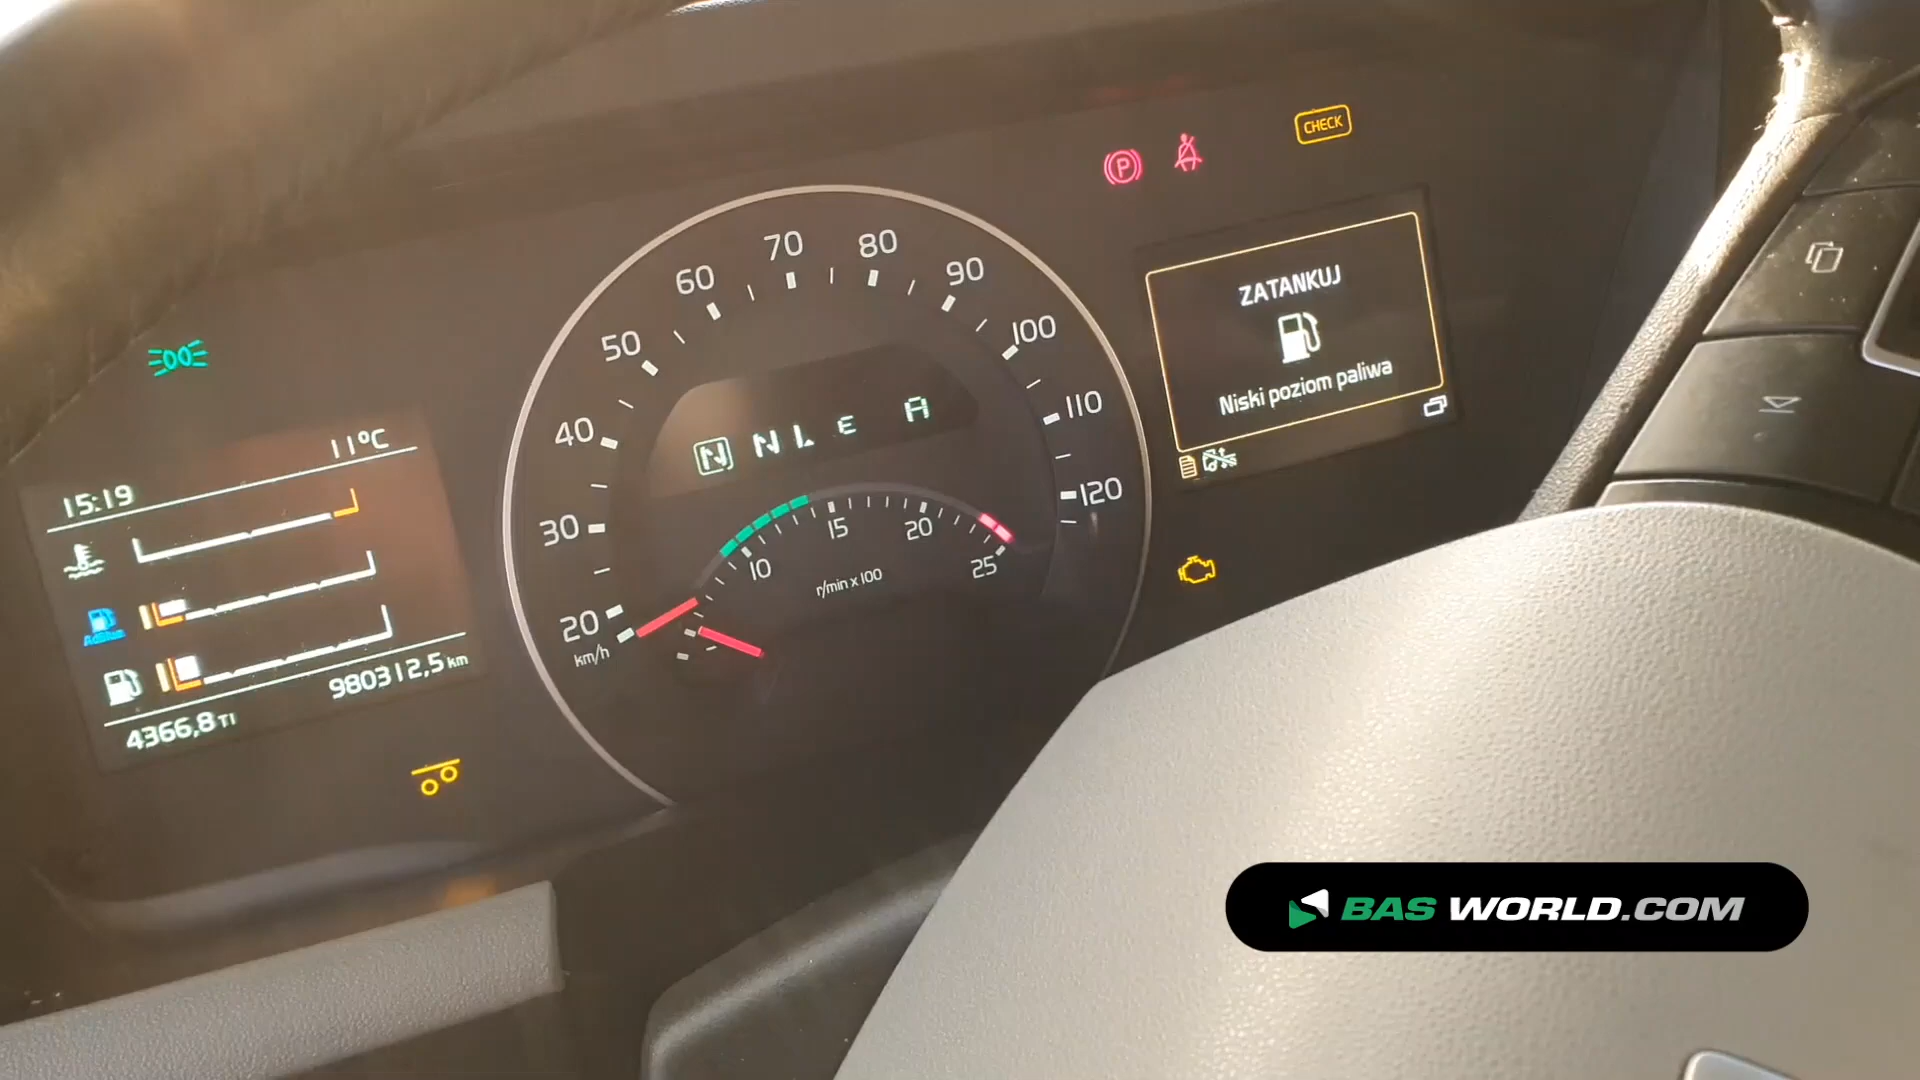 CHECK
P
70 80
60 90
50 100
40 110
30 120
20
km/h
N N L E A
10 15 20 25
r/min x 100
ZATANKUJ
Niski poziom paliwa
11°C
15:19
AdBlue
980312,5 km
4366,8 TI
BAS WORLD.COM